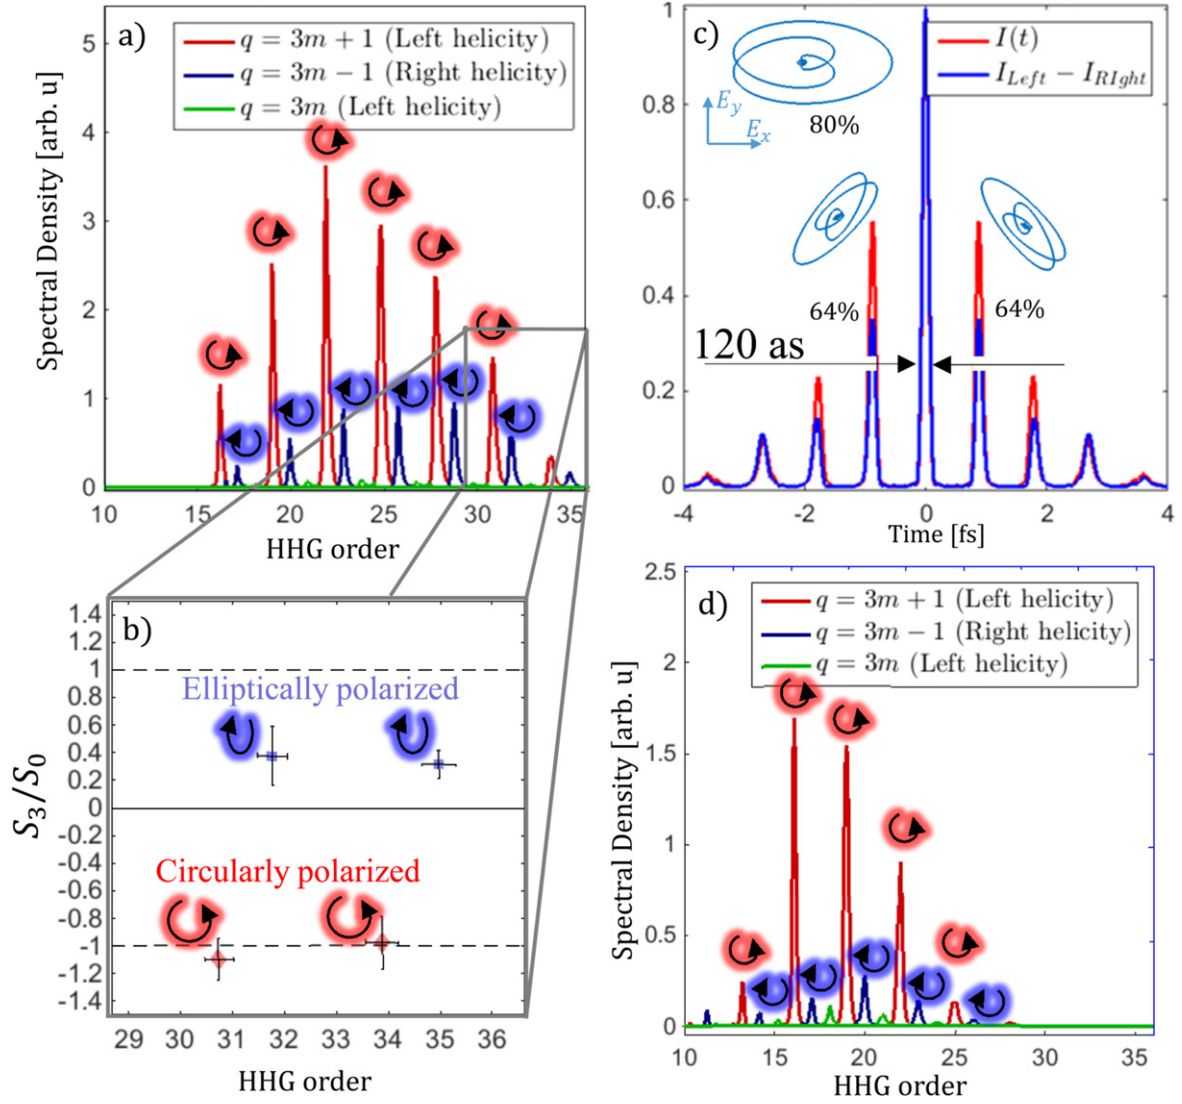 a)
q = 3m + 1 (Left helicity)
q = 3m − 1 (Right helicity)
q = 3m (Left helicity)
Spectral Density [arb. u]
5
4
3
2
1
0
10 15 20 25 30 35
HHG order
c)
I(t)
I_Left − I_RIght
E_y
E_x
80%
64%
64%
120 as
1
0.8
0.6
0.4
0.2
0
-4 -2 0 2 4
Time [fs]
b)
Elliptically polarized
Circularly polarized
S₃/S₀
1.4
1.2
1
0.8
0.6
0.4
0.2
0
-0.2
-0.4
-0.6
-0.8
-1
-1.2
-1.4
29 30 31 32 33 34 35 36
HHG order
d)
q = 3m + 1 (Left helicity)
q = 3m − 1 (Right helicity)
q = 3m (Left helicity)
Spectral Density [arb. u]
2.5
2
1.5
1
0.5
0
10 15 20 25 30 35
HHG order